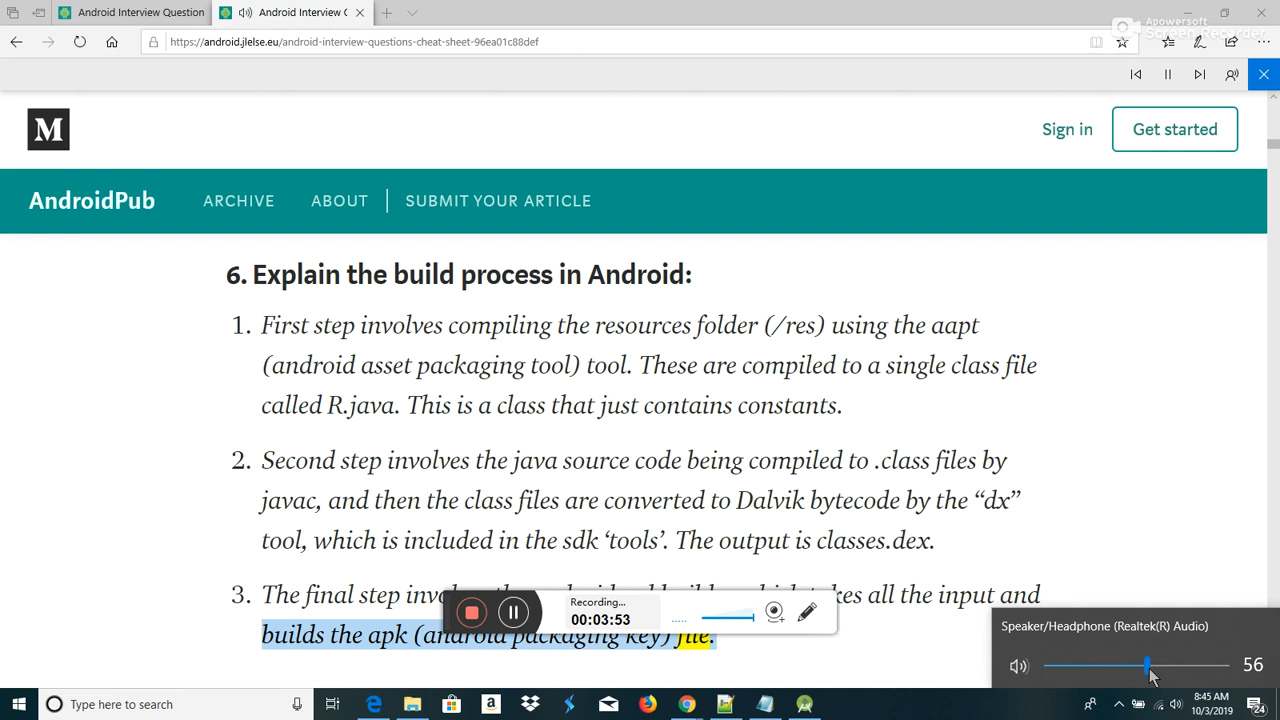 Android Interview Question
Android Interview Q
Apowersoft
Screen Recorder
https://android.jlelse.eu/android-interview-questions-cheat-sheet-96ea01c88def
M
Sign in
Get started
AndroidPub
ARCHIVE
ABOUT
SUBMIT YOUR ARTICLE
6. Explain the build process in Android:
1. First step involves compiling the resources folder (/res) using the aapt
(android asset packaging tool) tool. These are compiled to a single class file
called R.java. This is a class that just contains constants.
2. Second step involves the java source code being compiled to .class files by
javac, and then the class files are converted to Dalvik bytecode by the “dx”
tool, which is included in the sdk ‘tools’. The output is classes.dex.
3. The final step all the input and
builds the apk (android packaging key) file.
Recording...
00:03:53
Speaker/Headphone (Realtek(R) Audio)
56
Type here to search
8:45 AM
10/3/2019
24